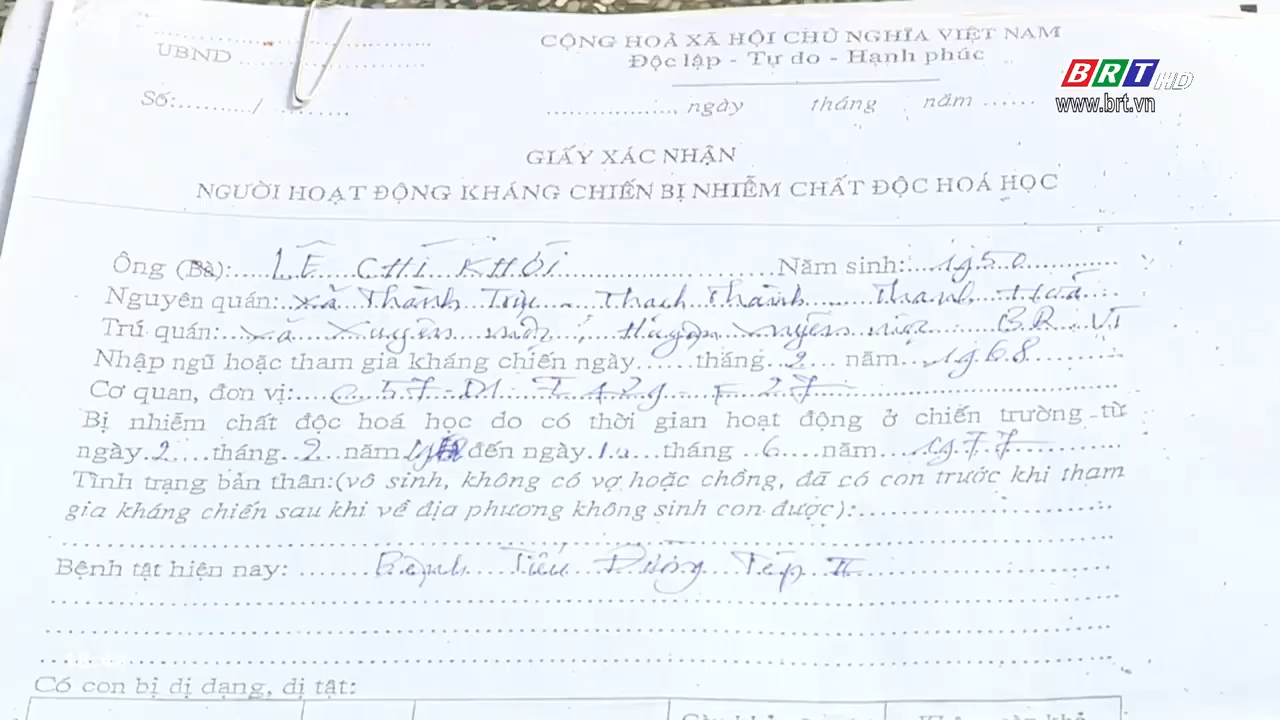 UBND ..............................
CỘNG HOÀ XÃ HỘI CHỦ NGHĨA VIỆT NAM
Độc lập - Tự do - Hạnh phúc
BRT HD
www.brt.vn
Số:........../ ..........
..................., ngày tháng năm ......
GIẤY XÁC NHẬN
NGƯỜI HOẠT ĐỘNG KHÁNG CHIẾN BỊ NHIỄM CHẤT ĐỘC HOÁ HỌC
Ông (Bà):.....LÊ CHÍ KHÔI.....Năm sinh:..1950
Nguyên quán: xã Thành Trực - Thạch Thành - Thanh Hoá
Trú quán: xã Xuyên mộc, Huyện xuyên mộc B.R.VT
Nhập ngũ hoặc tham gia kháng chiến ngày......tháng..2.... năm...1968
Cơ quan, đơn vị:
Bị nhiễm chất độc hoá học do có thời gian hoạt động ở chiến trường từ
ngày.2....tháng..2...năm đến ngày tháng ..6....năm....1977
Tình trạng bản thân:(vô sinh, không có vợ hoặc chồng, đã có con trước khi tham
gia kháng chiến sau khi về địa phương không sinh con được):
Bệnh tật hiện nay: .......Bệnh Tiểu Đường Tép II
Có con bị dị dạng, dị tật: